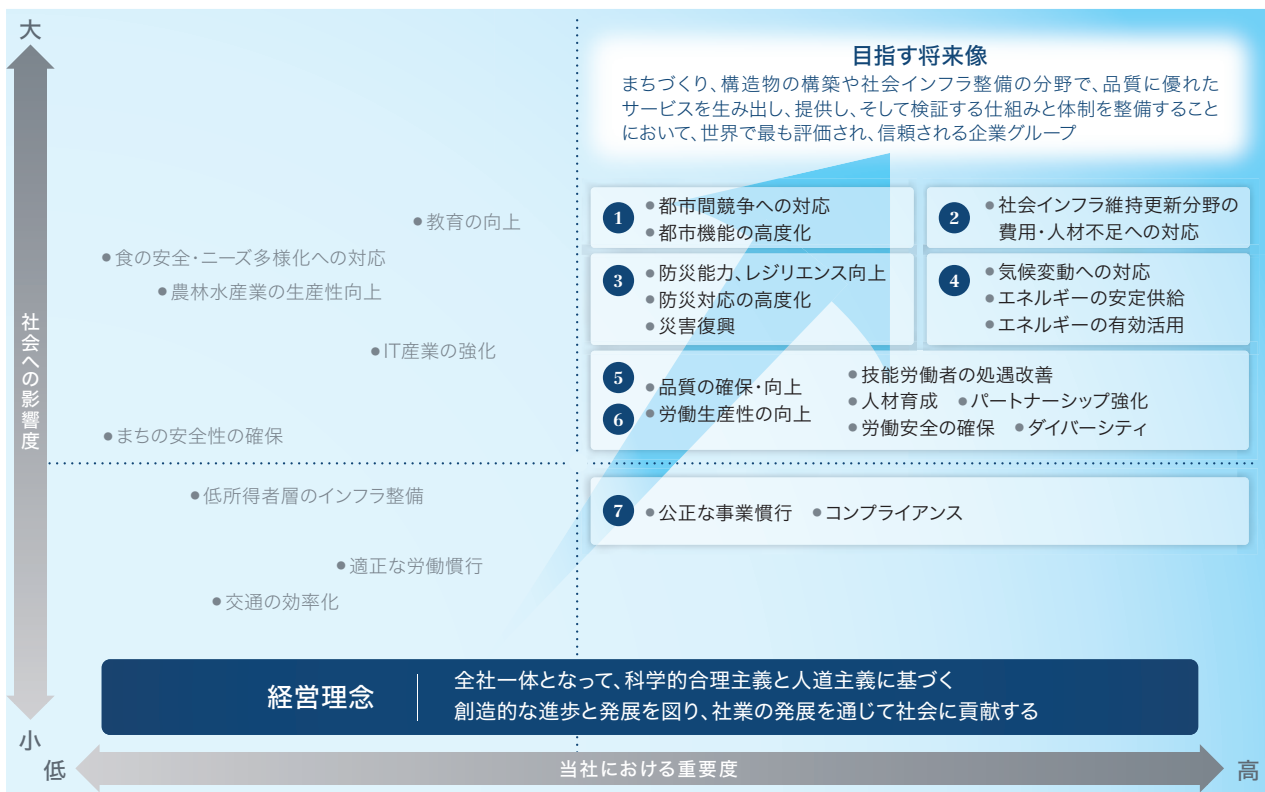 大
社会への影響度
小
目指す将来像
まちづくり、構造物の構築や社会インフラ整備の分野で、品質に優れた
サービスを生み出し、提供し、そして検証する仕組みと体制を整備すること
において、世界で最も評価され、信頼される企業グループ
●教育の向上
●食の安全・ニーズ多様化への対応
●農林水産業の生産性向上
●IT産業の強化
●まちの安全性の確保
1
●都市間競争への対応
●都市機能の高度化
2
●社会インフラ維持更新分野の
費用・人材不足への対応
3
●防災能力、レジリエンス向上
●防災対応の高度化
●災害復興
4
●気候変動への対応
●エネルギーの安定供給
●エネルギーの有効活用
5
6
●品質の確保・向上
●労働生産性の向上
●技能労働者の処遇改善
●人材育成 ●パートナーシップ強化
●労働安全の確保 ●ダイバーシティ
●低所得者層のインフラ整備
●適正な労働慣行
●交通の効率化
7
●公正な事業慣行 ●コンプライアンス
経営理念
全社一体となって、科学的合理主義と人道主義に基づく
創造的な進歩と発展を図り、社業の発展を通じて社会に貢献する
低
当社における重要度
高